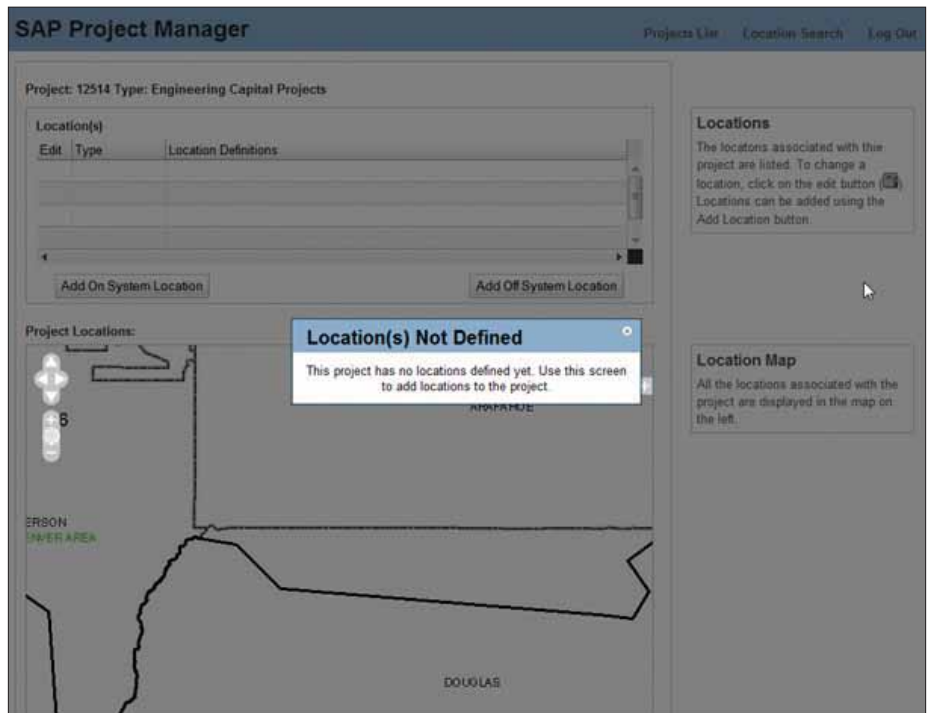 SAP Project Manager
Projects List Location Search Log Out
Project: 12514 Type: Engineering Capital Projects
Location(s)
Edit Type Location Definitions
Add On System Location Add Off System Location
Locations
The locatons associated with this
project are listed. To change a
location, click on the edit button ( ).
Locations can be added using the
Add Location button.
Project Locations:
Location(s) Not Defined
This project has no locations defined yet. Use this screen
to add locations to the project.
Location Map
All the locations associated with the
project are displayed in the map on
the left.
ARAPAHOE
6
ERSON
ENVER AREA
DOUGLAS